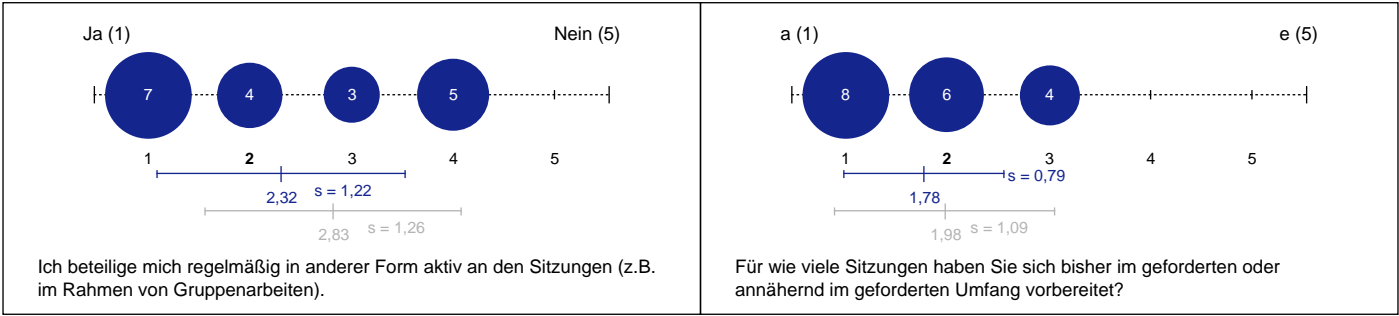 Ja (1) Nein (5)
7 4 3 5
1 2 3 4 5
s = 1,22
2,32
s = 1,26
2,83
Ich beteilige mich regelmäßig in anderer Form aktiv an den Sitzungen (z.B.
im Rahmen von Gruppenarbeiten).
a (1) e (5)
8 6 4
1 2 3 4 5
s = 0,79
1,78
s = 1,09
1,98
Für wie viele Sitzungen haben Sie sich bisher im geforderten oder
annähernd im geforderten Umfang vorbereitet?